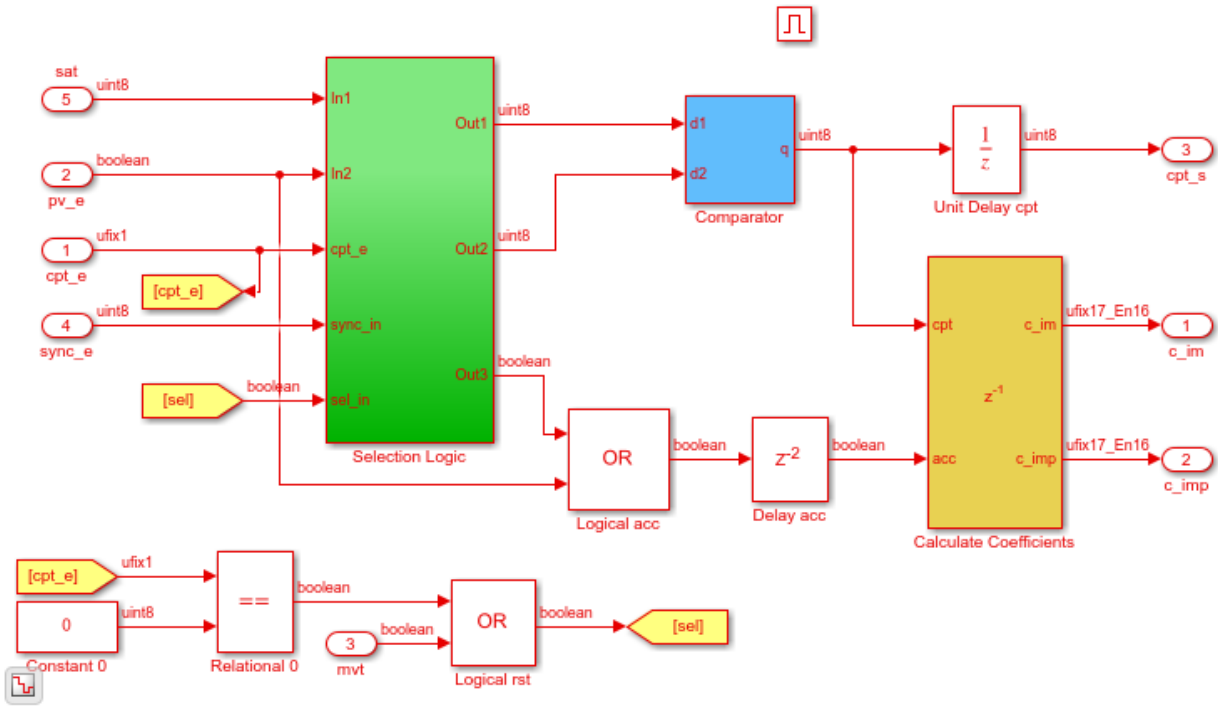 sat
5
uint8
In1
2
pv_e
boolean
In2
1
cpt_e
ufix1
cpt_e
[cpt_e]
4
sync_e
uint8
sync_in
[sel]
boolean
sel_in
Out1
uint8
Out2
uint8
Out3
boolean
Selection Logic
d1
d2
q
Comparator
uint8
1
z
Unit Delay cpt
uint8
3
cpt_s
OR
Logical acc
boolean
z-2
Delay acc
boolean
cpt
acc
z-1
c_im
c_imp
Calculate Coefficients
ufix17_En16
1
c_im
ufix17_En16
2
c_imp
[cpt_e]
ufix1
0
Constant 0
uint8
==
Relational 0
boolean
3
mvt
boolean
OR
Logical rst
boolean
[sel]